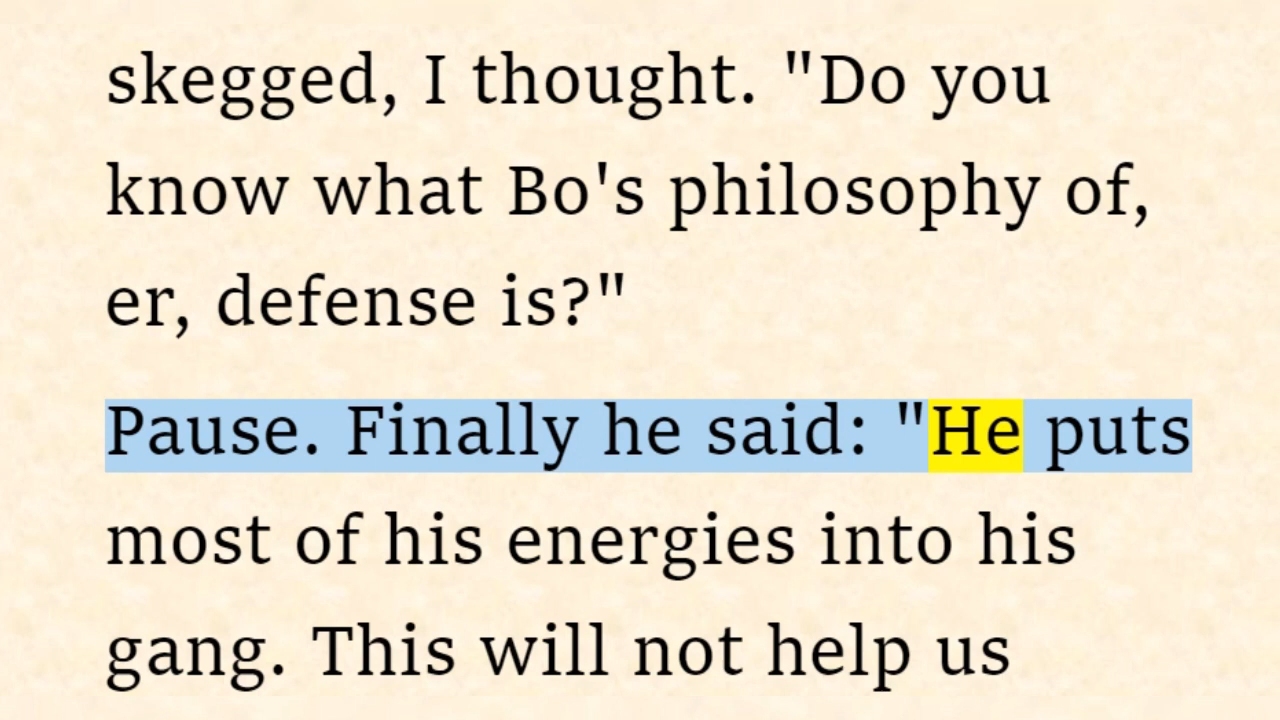 skegged, I thought. "Do you
know what Bo's philosophy of,
er, defense is?"
Pause. Finally he said: "He puts
most of his energies into his
gang. This will not help us